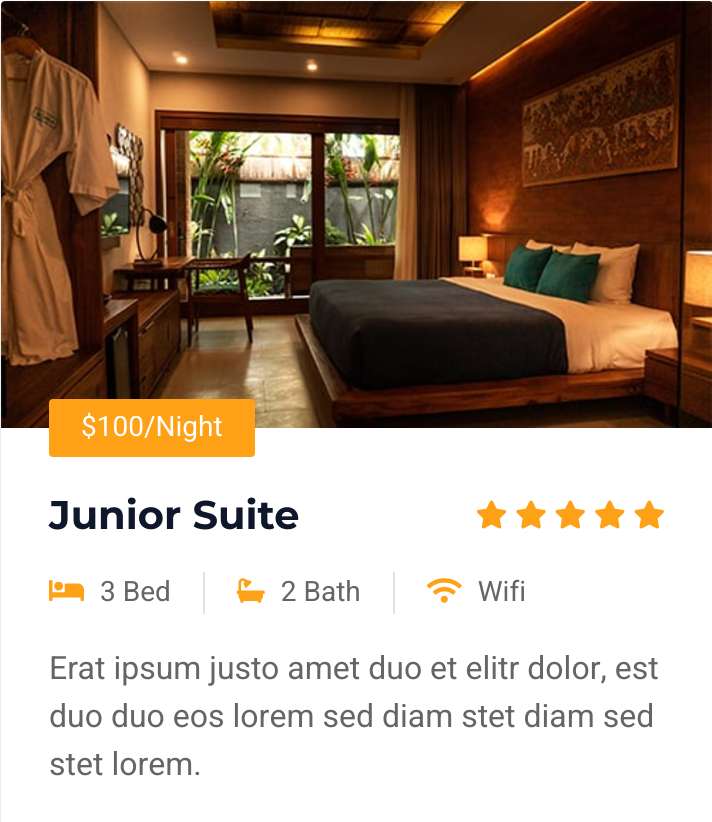 $100/Night
Junior Suite
3 Bed
2 Bath
Wifi
Erat ipsum justo amet duo et elitr dolor, est
duo duo eos lorem sed diam stet diam sed
stet lorem.